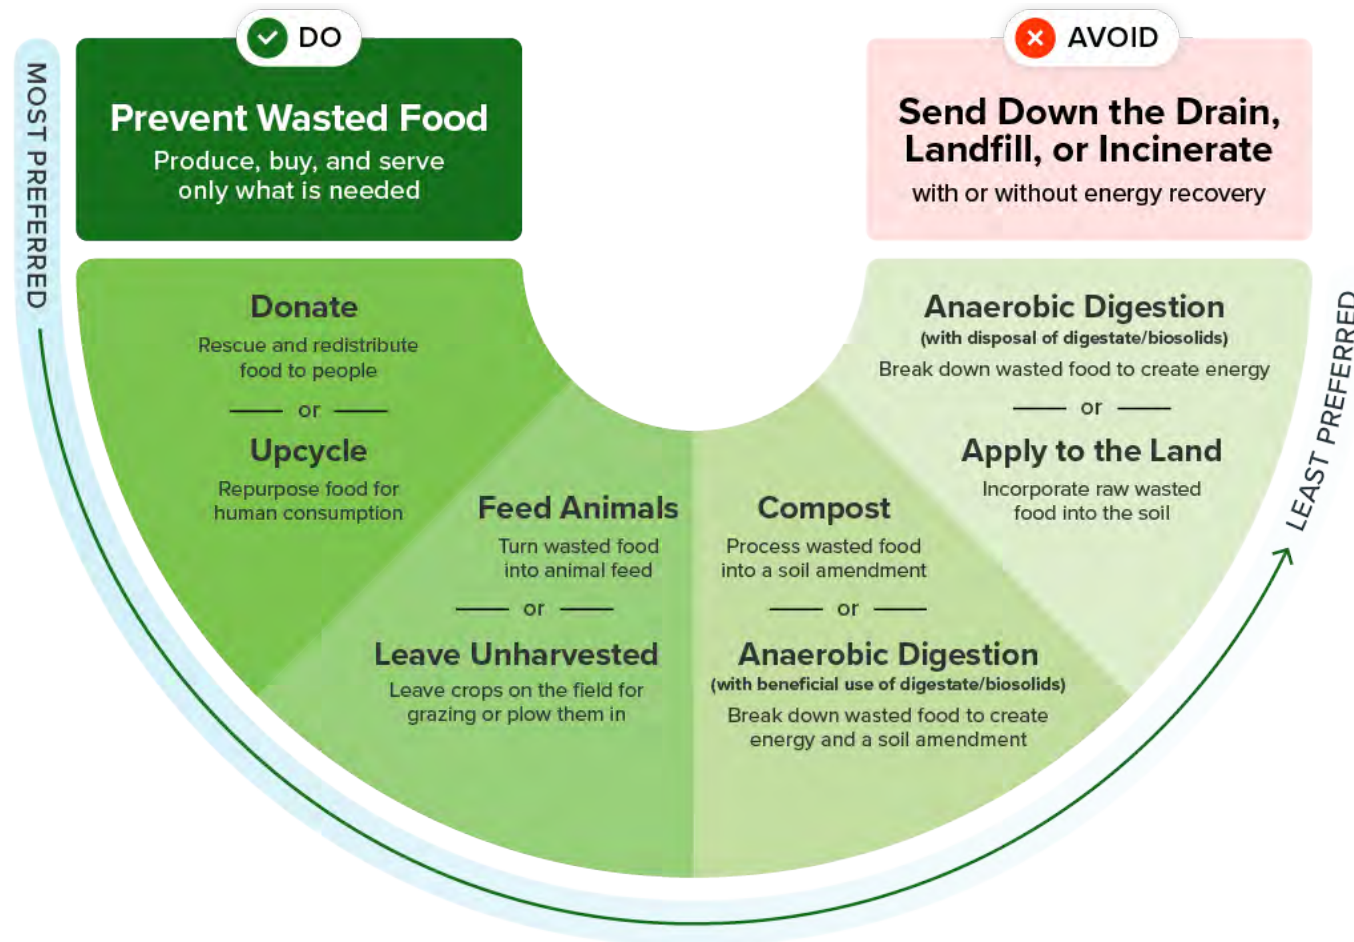 DO
Prevent Wasted Food
Produce, buy, and serve
only what is needed
AVOID
Send Down the Drain,
Landfill, or Incinerate
with or without energy recovery
MOST PREFERRED
Donate
Rescue and redistribute
food to people
or
Upcycle
Repurpose food for
human consumption
Feed Animals
Turn wasted food
into animal feed
or
Leave Unharvested
Leave crops on the field for
grazing or plow them in
Compost
Process wasted food
into a soil amendment
or
Anaerobic Digestion
(with beneficial use of digestate/biosolids)
Break down wasted food to create
energy and a soil amendment
Anaerobic Digestion
(with disposal of digestate/biosolids)
Break down wasted food to create energy
or
Apply to the Land
Incorporate raw wasted
food into the soil
LEAST PREFERRED